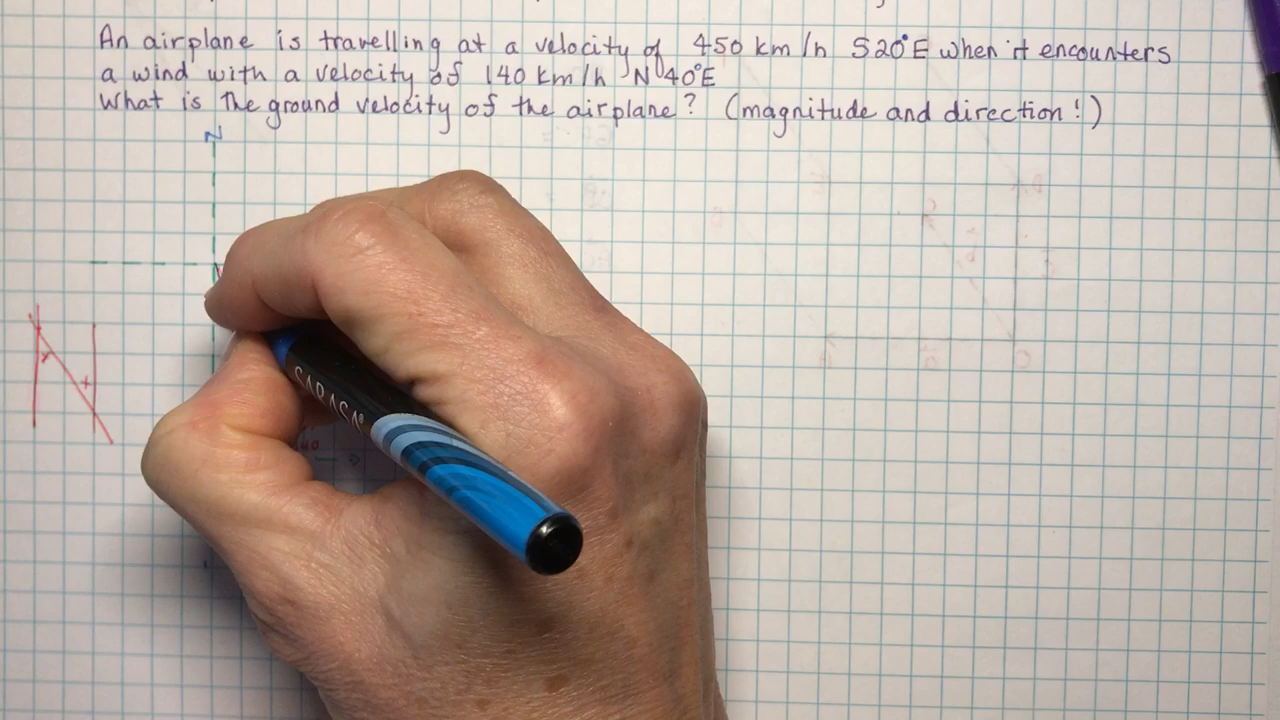 An airplane is travelling at a velocity of 450 km/h S20°E when it encounters
a wind with a velocity of 140 km/h N40°E
What is the ground velocity of the airplane? (magnitude and direction!)
N
SARASA